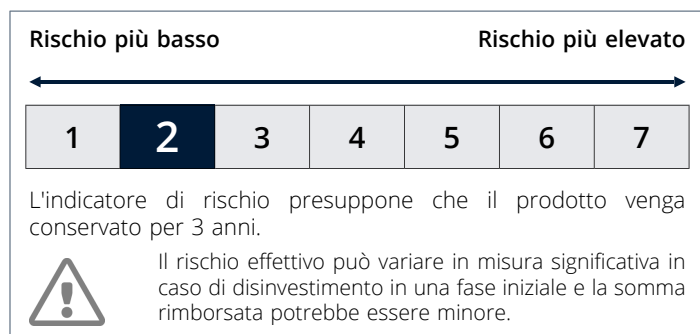 Rischio più basso Rischio più elevato
1 2 3 4 5 6 7
L'indicatore di rischio presuppone che il prodotto venga
conservato per 3 anni.
Il rischio effettivo può variare in misura significativa in
caso di disinvestimento in una fase iniziale e la somma
rimborsata potrebbe essere minore.